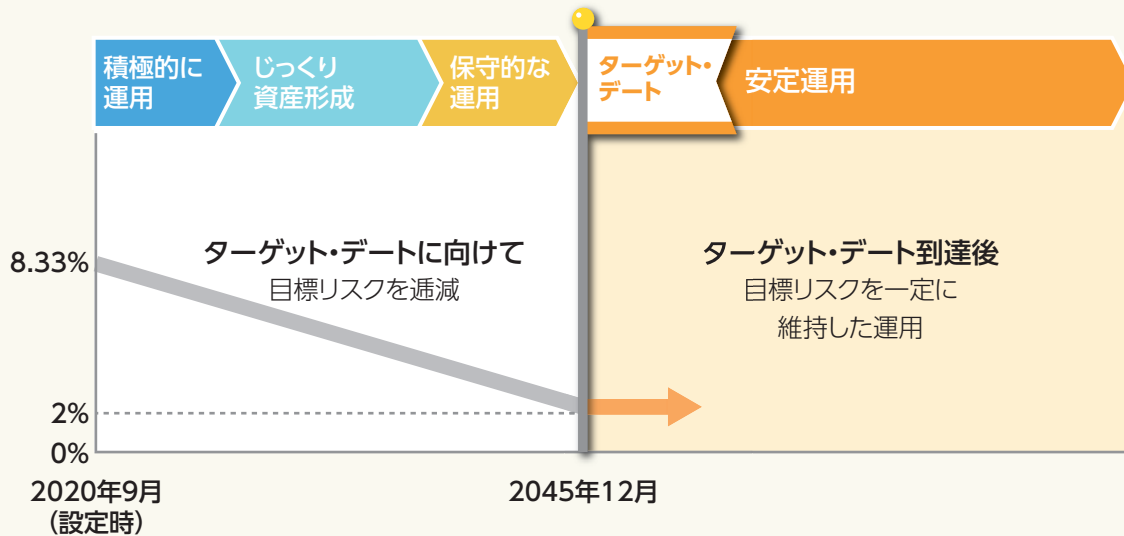 積極的に
運用
じっくり
資産形成
保守的な
運用
ターゲット・
デート
安定運用
8.33%
ターゲット・デートに向けて
目標リスクを逓減
ターゲット・デート到達後
目標リスクを一定に
維持した運用
2%
0%
2020年9月
(設定時)
2045年12月